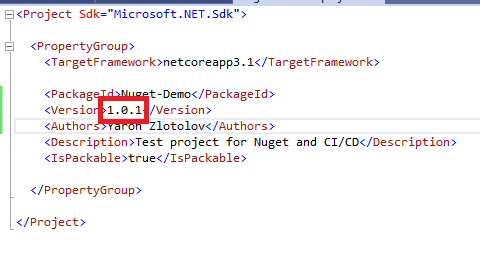 <Project Sdk="Microsoft.NET.Sdk">
<PropertyGroup>
<TargetFramework>netcoreapp3.1</TargetFramework>
<PackageId>Nuget-Demo</PackageId>
<Version>1.0.1</Version>
<Authors>Yaron Zlotolov</Authors>
<Description>Test project for Nuget and CI/CD</Description>
<IsPackable>true</IsPackable>
</PropertyGroup>
</Project>